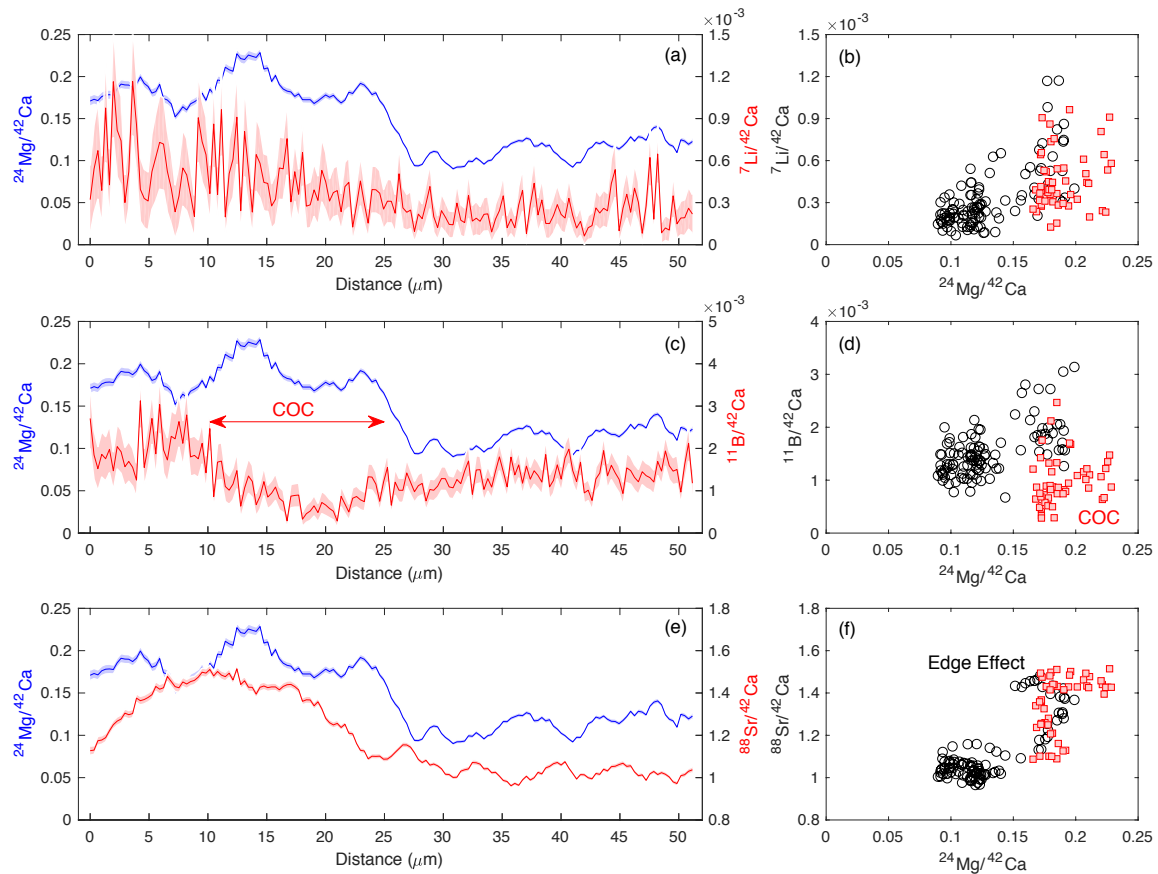 ×10⁻³
0.25
0.2
0.15
0.1
0.05
0
²⁴Mg/⁴²Ca
(a)
1.5
1.2
0.9
0.6
0.3
0
⁷Li/⁴²Ca
0 5 10 15 20 25 30 35 40 45 50
Distance (μm)
×10⁻³
1.5
1.2
0.9
0.6
0.3
0
⁷Li/⁴²Ca
(b)
0 0.05 0.1 0.15 0.2 0.25
²⁴Mg/⁴²Ca
×10⁻³
0.25
0.2
0.15
0.1
0.05
0
²⁴Mg/⁴²Ca
(c)
COC
5
4
3
2
1
0
¹¹B/⁴²Ca
0 5 10 15 20 25 30 35 40 45 50
Distance (μm)
×10⁻³
4
3
2
1
0
¹¹B/⁴²Ca
(d)
COC
0 0.05 0.1 0.15 0.2 0.25
²⁴Mg/⁴²Ca
0.25
0.2
0.15
0.1
0.05
0
²⁴Mg/⁴²Ca
(e)
1.8
1.6
1.4
1.2
1
0.8
⁸⁸Sr/⁴²Ca
0 5 10 15 20 25 30 35 40 45 50
Distance (μm)
1.8
1.6
1.4
1.2
1
0.8
⁸⁸Sr/⁴²Ca
(f)
Edge Effect
0 0.05 0.1 0.15 0.2 0.25
²⁴Mg/⁴²Ca